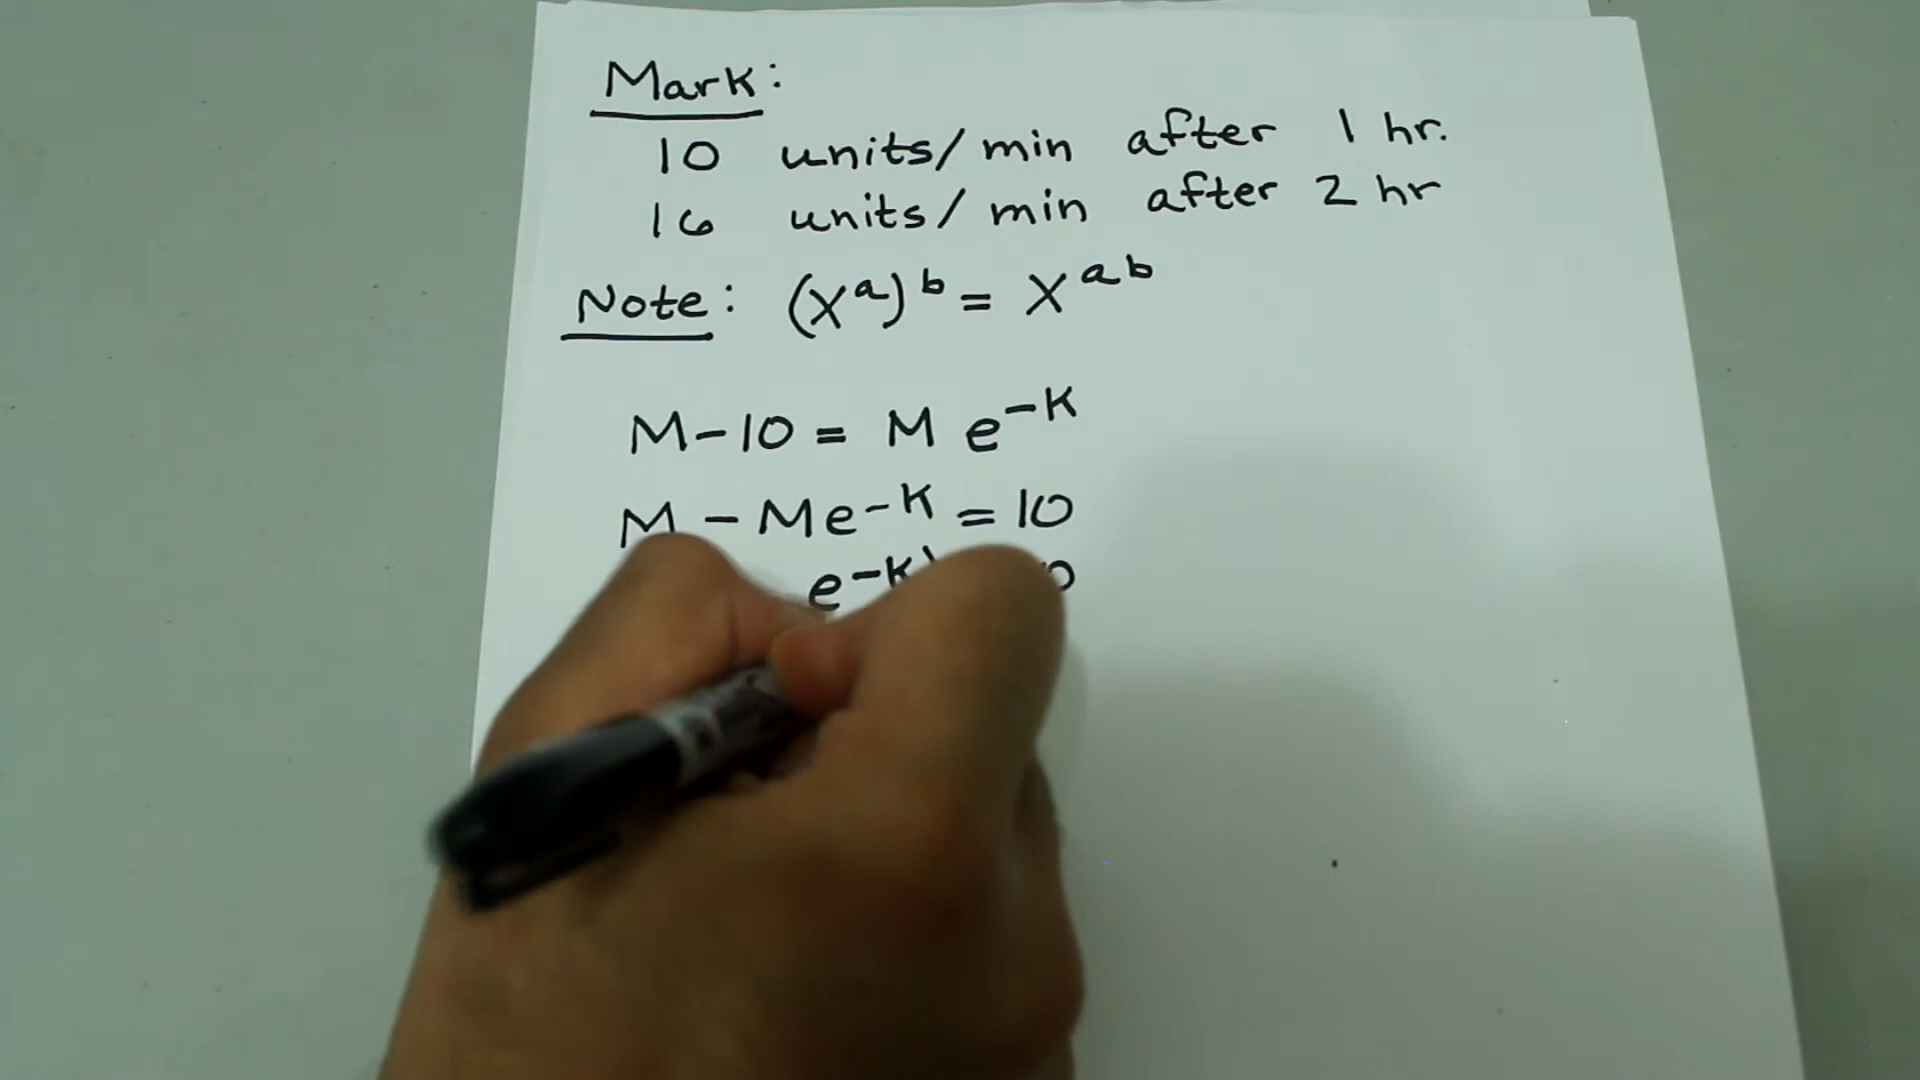 Mark:
10 units/min after 1 hr.
16 units/min after 2 hr
Note: (x^a)^b = x^ab
M-10 = M e^-K
M - Me^-K = 10
e^-K)